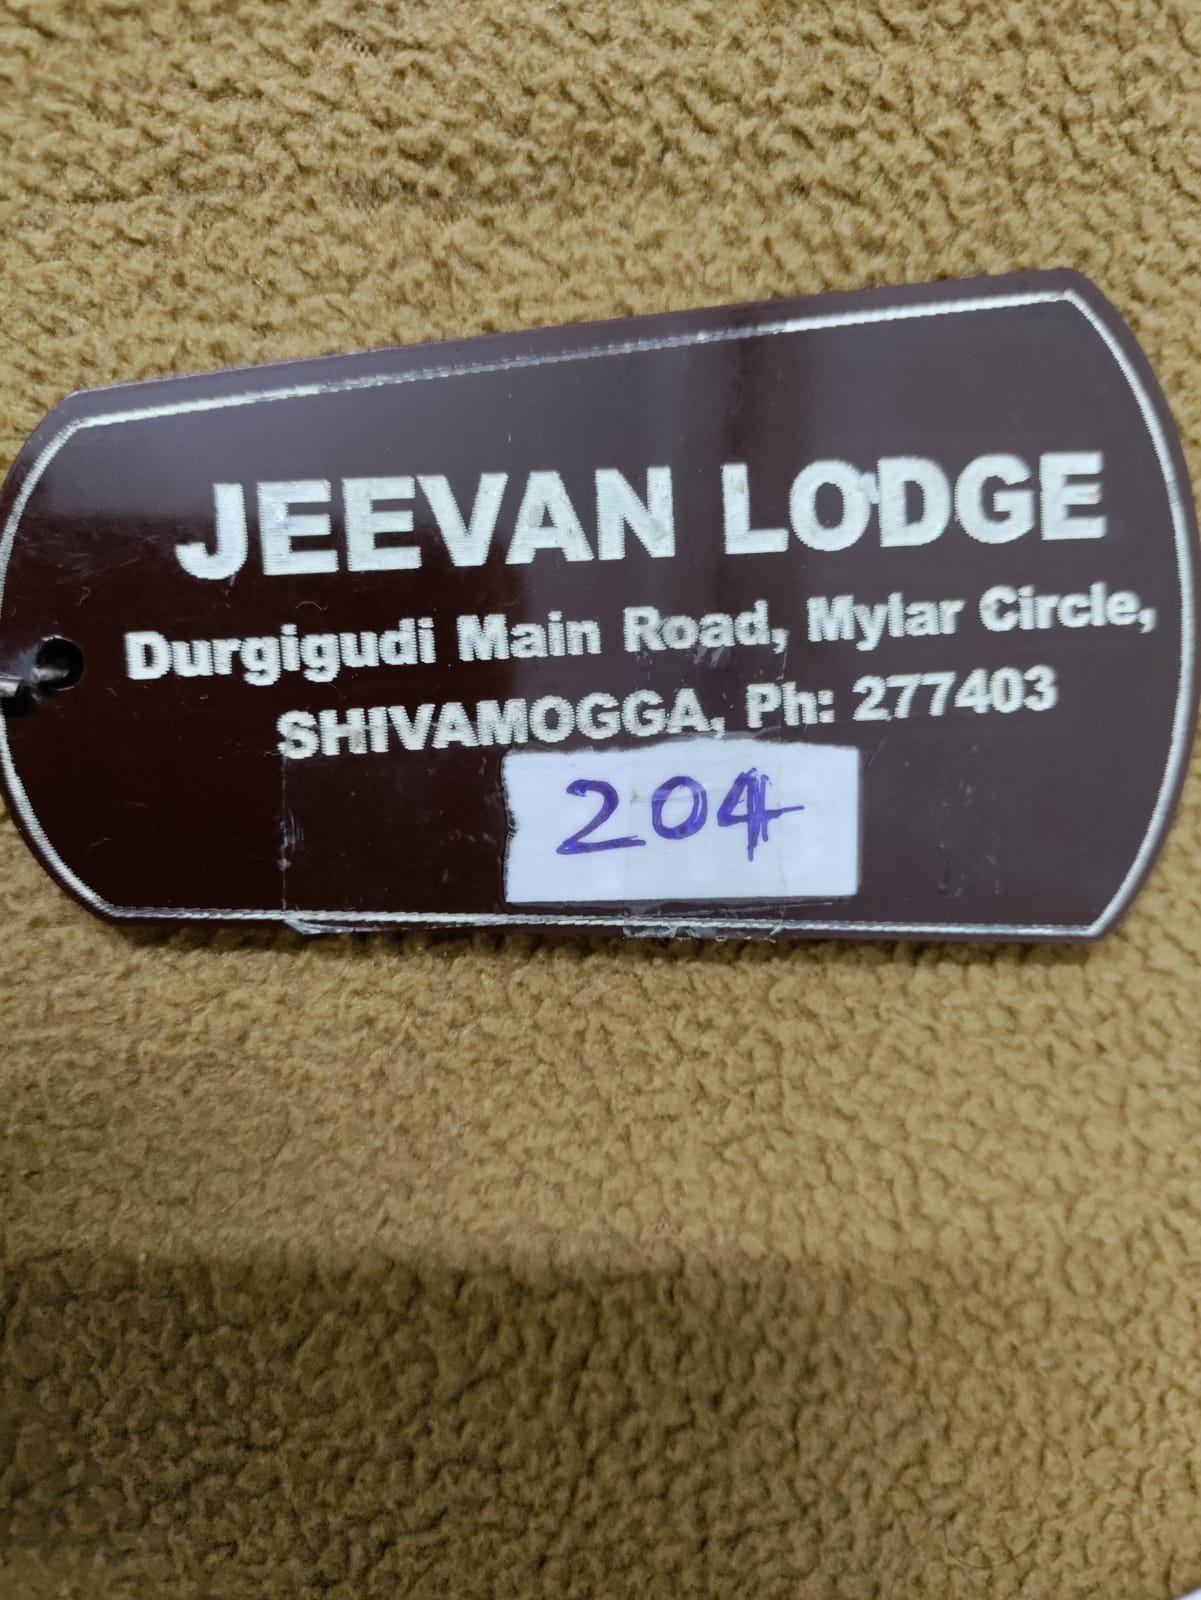 JEEVAN LODGE
Durgigudi Main Road, Mylar Circle,
SHIVAMOGGA, Ph: 277403
204